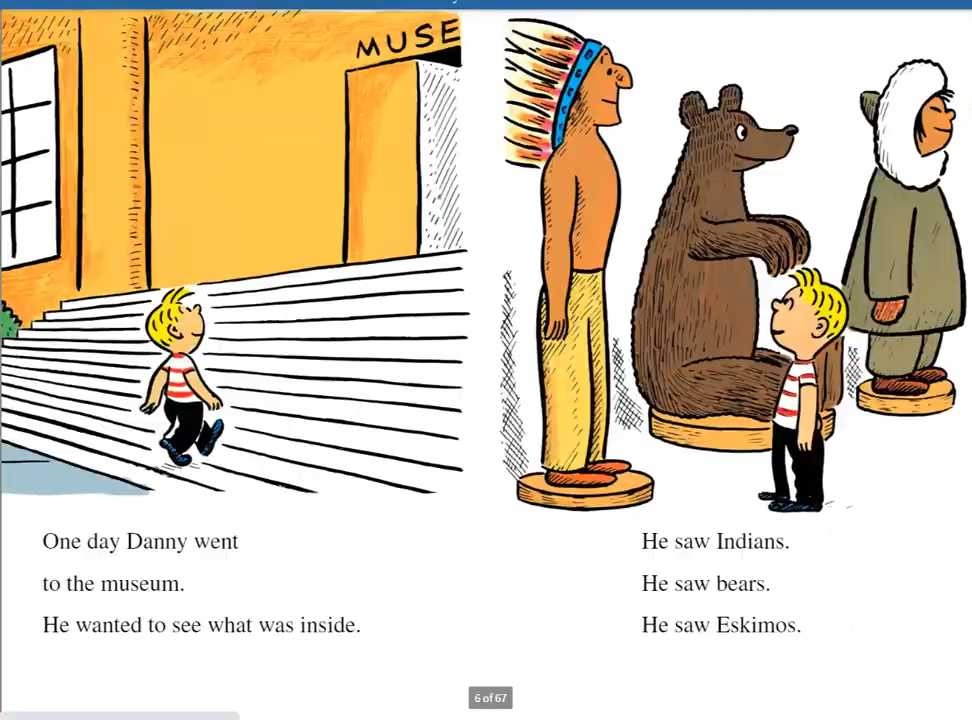 MUSE
One day Danny went
to the museum.
He wanted to see what was inside.
He saw Indians.
He saw bears.
He saw Eskimos.
6 of 67